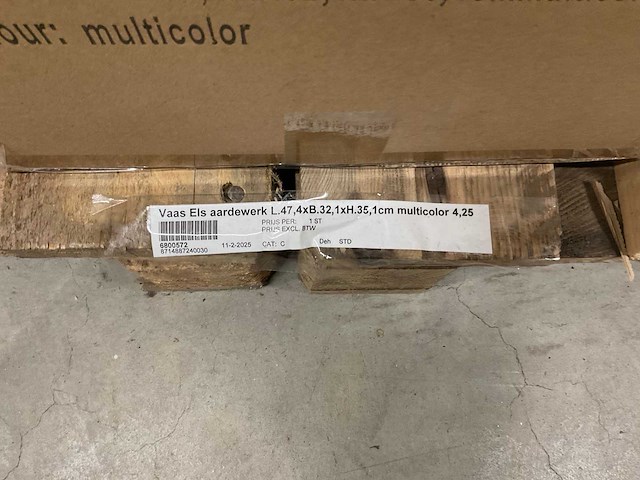 our: multicolor
Vaas Els aardewerk L.47,4xB.32,1xH.35,1cm multicolor 4,25
PRIJS PER: 1 ST
PRIJS EXCL. BTW
6800572 11-2-2025 CAT: C Deh STD
8714887240030